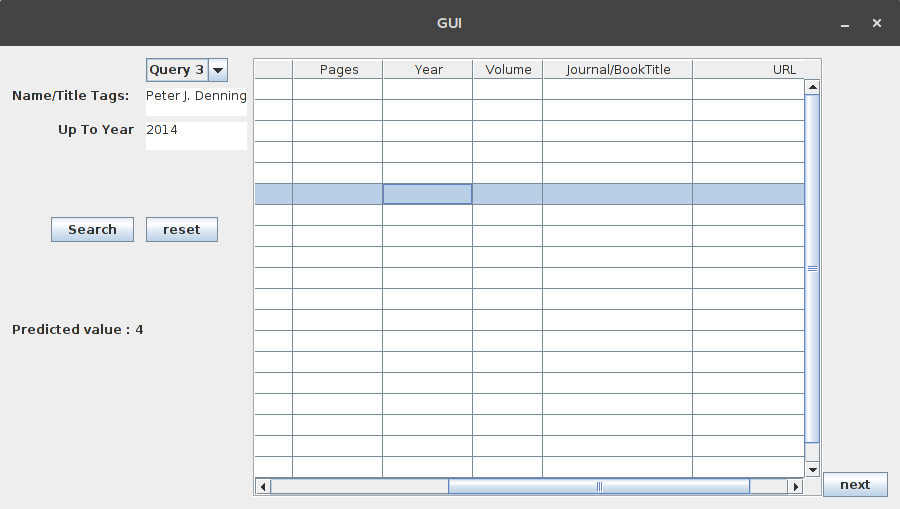 GUI
Query 3
Name/Title Tags: Peter J. Denning
Up To Year 2014
Search reset
Predicted value : 4
Pages Year Volume Journal/BookTitle URL
next